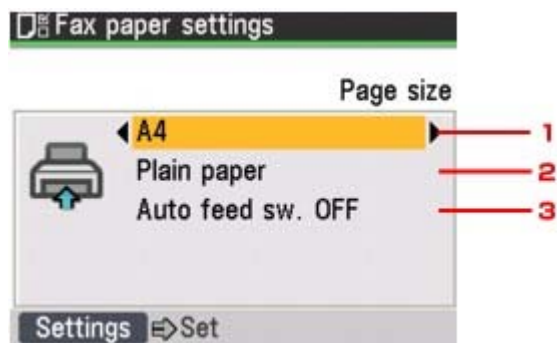 Fax paper settings
Page size
A4 1
Plain paper 2
Auto feed sw. OFF 3
Settings Set